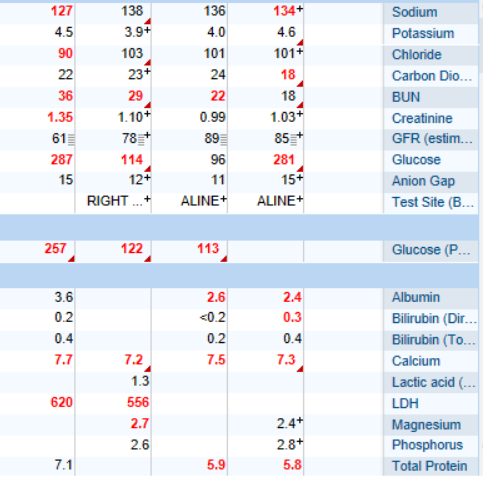 127 138 136 134+ Sodium
4.5 3.9+ 4.0 4.6 Potassium
90 103 101 101+ Chloride
22 23+ 24 18 Carbon Dio...
36 29 22 18 BUN
1.35 1.10+ 0.99 1.03+ Creatinine
61 78+ 89 85+ GFR (estim...
287 114 96 281 Glucose
15 12+ 11 15+ Anion Gap
RIGHT ...+ ALINE+ ALINE+ Test Site (B...
257 122 113 Glucose (P...
3.6 2.6 2.4 Albumin
0.2 <0.2 0.3 Bilirubin (Dir...
0.4 0.2 0.4 Bilirubin (To...
7.7 7.2 7.5 7.3 Calcium
1.3 Lactic acid (...
620 556 LDH
2.7 2.4+ Magnesium
2.6 2.8+ Phosphorus
7.1 5.9 5.8 Total Protein